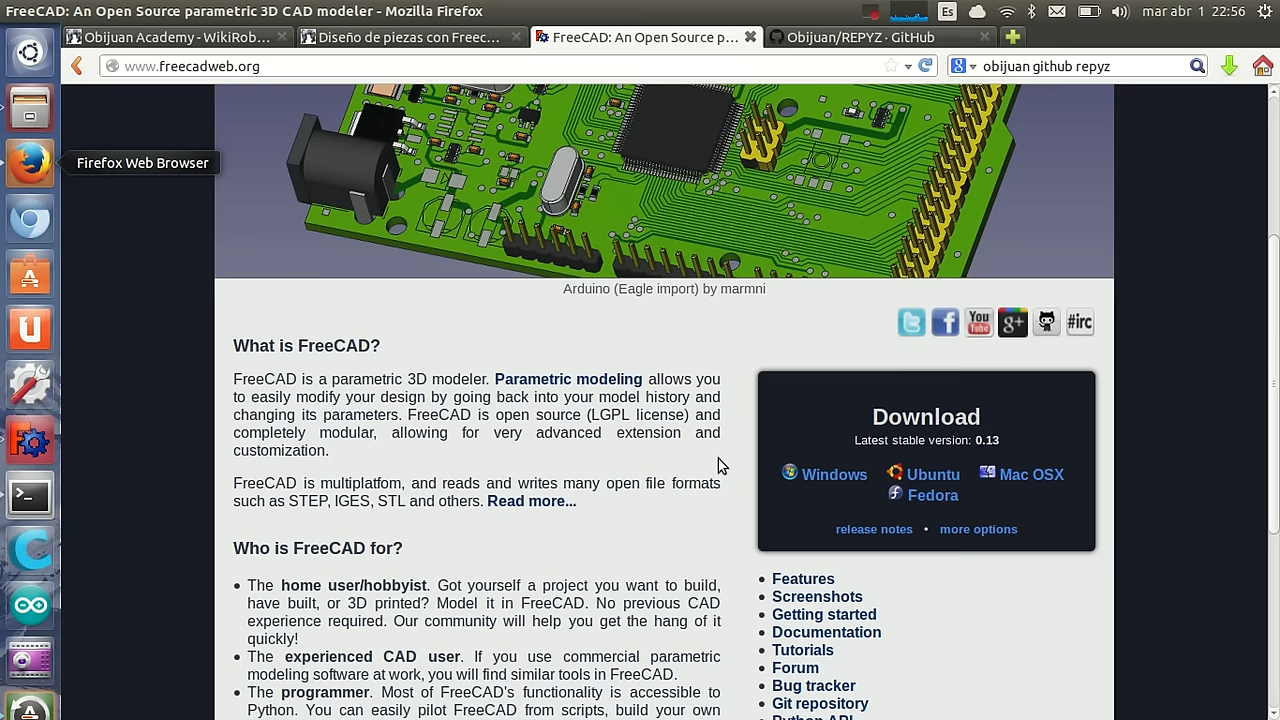 FreeCAD: An Open Source parametric 3D CAD modeler - Mozilla Firefox
Es
mar abr 1 22:56
Obijuan Academy - WikiRob...
Diseño de piezas con Freec...
FreeCAD: An Open Source p...
Obijuan/REPYZ · GitHub
www.freecadweb.org
obijuan github repyz
Firefox Web Browser
Arduino (Eagle import) by marmni
You
Tube
g+
#irc
What is FreeCAD?
FreeCAD is a parametric 3D modeler. Parametric modeling allows you
to easily modify your design by going back into your model history and
changing its parameters. FreeCAD is open source (LGPL license) and
completely modular, allowing for very advanced extension and
customization.
FreeCAD is multiplatfom, and reads and writes many open file formats
such as STEP, IGES, STL and others. Read more...
Who is FreeCAD for?
The home user/hobbyist. Got yourself a project you want to build,
have built, or 3D printed? Model it in FreeCAD. No previous CAD
experience required. Our community will help you get the hang of it
quickly!
The experienced CAD user. If you use commercial parametric
modeling software at work, you will find similar tools in FreeCAD.
The programmer. Most of FreeCAD's functionality is accessible to
Python. You can easily pilot FreeCAD from scripts, build your own
Download
Latest stable version: 0.13
Windows
Ubuntu
Mac OSX
Fedora
release notes • more options
Features
Screenshots
Getting started
Documentation
Tutorials
Forum
Bug tracker
Git repository
Python API